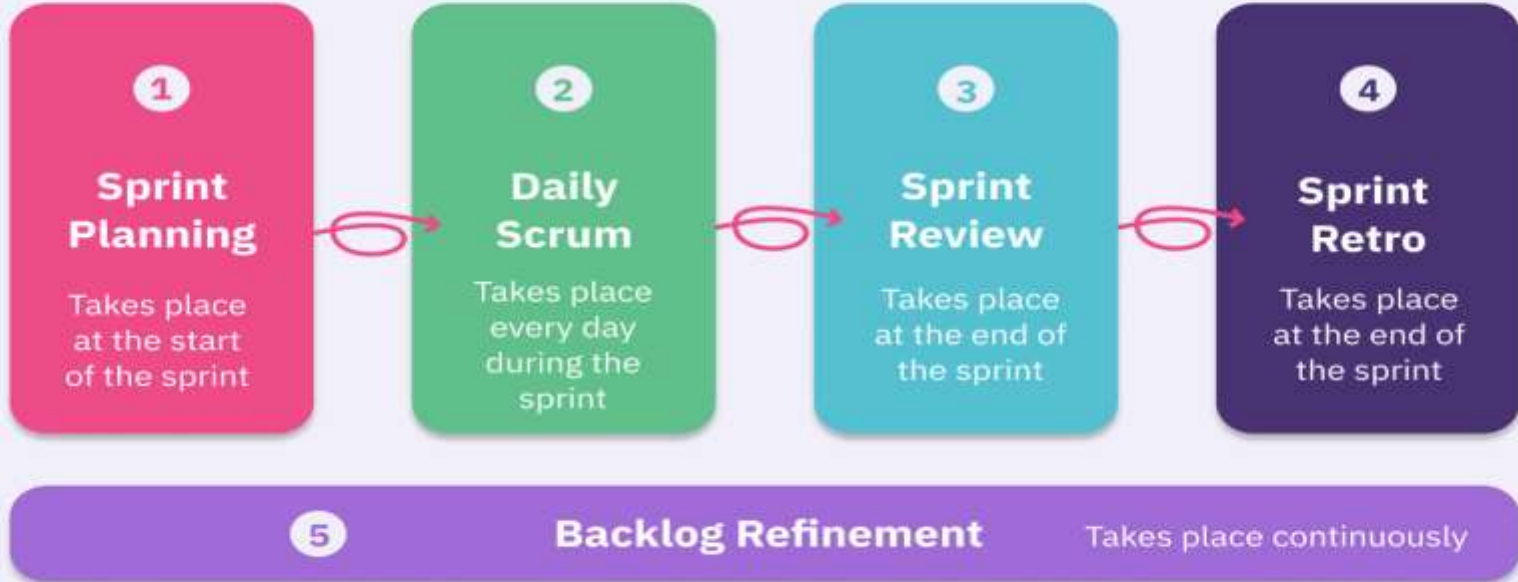 1
Sprint
Planning
Takes place
at the start
of the sprint
2
Daily
Scrum
Takes place
every day
during the
sprint
3
Sprint
Review
Takes place
at the end of
the sprint
4
Sprint
Retro
Takes place
at the end of
the sprint
5
Backlog Refinement
Takes place continuously